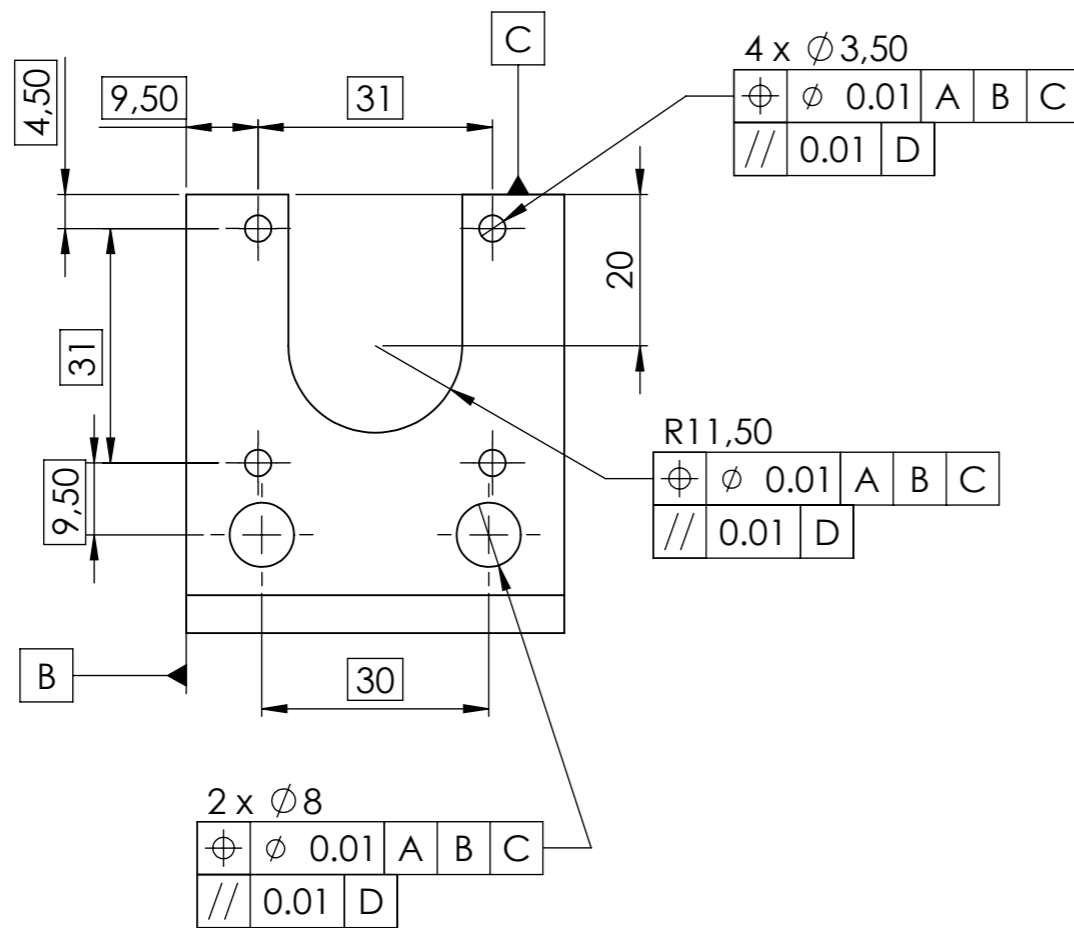 C
4 x ∅3,50
⌖ ∅ 0.01 A B C
// 0.01 D
4,50
9,50
31
20
31
R11,50
⌖ ∅ 0.01 A B C
// 0.01 D
9,50
B
30
2 x ∅8
⌖ ∅ 0.01 A B C
// 0.01 D